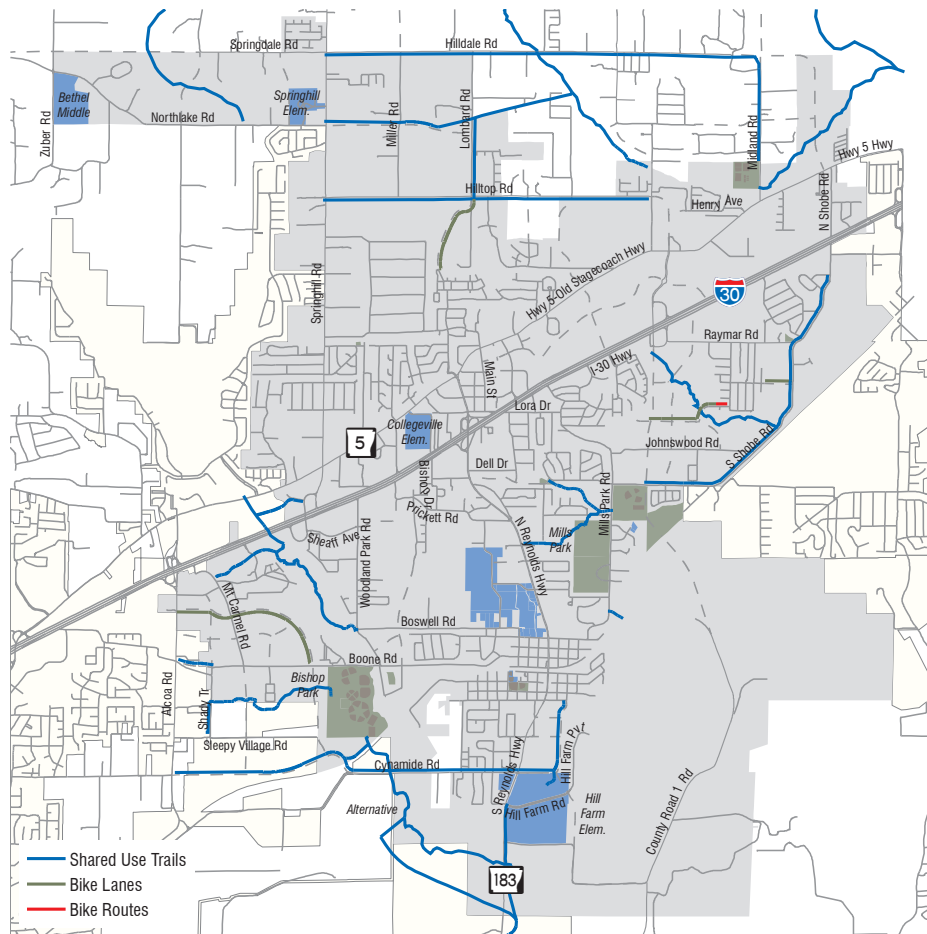 Springdale Rd
Hilldale Rd
Bethel
Middle
Springhill
Elem.
Zuber Rd
Northlake Rd
Miller Rd
Lombard Rd
Midland Rd
Hwy 5 Hwy
Hilltop Rd
Henry Ave
N Shobe Rd
Springhill Rd
Hwy 5-Old Stagecoach Hwy
30
Raymar Rd
I-30 Hwy
Main St
Lora Dr
Collegeville
Elem.
5
Johnswood Rd
S Shobe Rd
Dell Dr
Bishop Dr
Prickett Rd
Mills Park Rd
N Reynolds Hwy
Mills
Park
Sheaff Ave
Woodland Park Rd
Mt Carmel Rd
Boswell Rd
Boone Rd
Bishop
Park
Alcoa Rd
Shady Tr
Sleepy Village Rd
Cynamide Rd
S Reynolds Hwy
Hill Farm Pvt
Hill Farm Rd
Hill
Farm
Elem.
County Road 1 Rd
Alternative
183
Shared Use Trails
Bike Lanes
Bike Routes